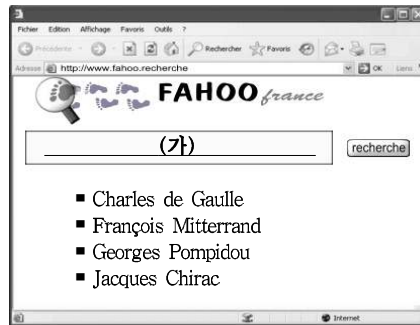 Fichier Edition Affichage Favoris Outils ?
Précédente Rechercher Favoris
Adresse http://www.fahoo.recherche OK Liens
FAHOO france
(가) recherche
▪ Charles de Gaulle
▪ François Mitterrand
▪ Georges Pompidou
▪ Jacques Chirac
Internet